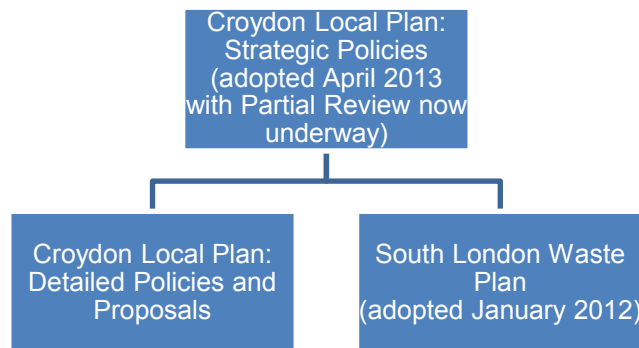 Croydon Local Plan:
Strategic Policies
(adopted April 2013
with Partial Review now
underway)
Croydon Local Plan:
Detailed Policies and
Proposals
South London Waste
Plan
(adopted January 2012)